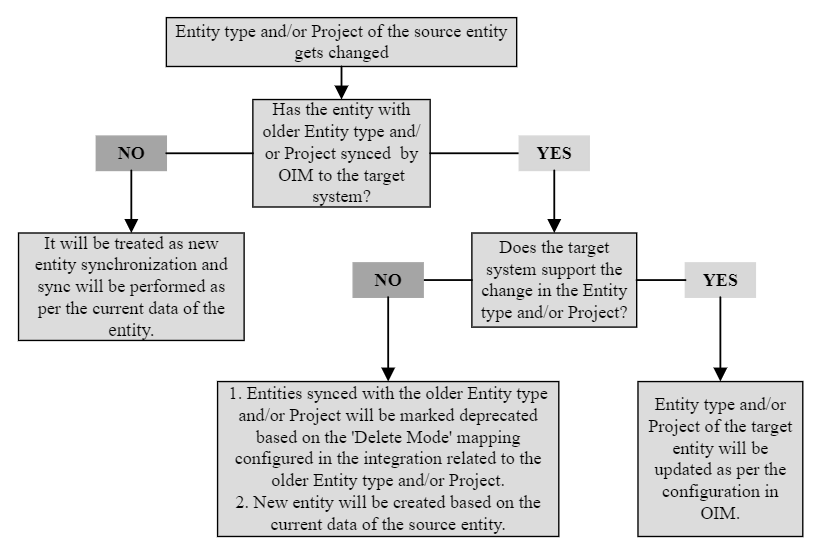 Entity type and/or Project of the source entity
gets changed
Has the entity with
older Entity type and/
or Project synced by
OIM to the target
system?
NO
YES
It will be treated as new
entity synchronization and
sync will be performed as
per the current data of the
entity.
Does the target
system support the
change in the Entity
type and/or Project?
NO
YES
1. Entities synced with the older Entity type
and/or Project will be marked deprecated
based on the 'Delete Mode' mapping
configured in the integration related to the
older Entity type and/or Project.
2. New entity will be created based on the
current data of the source entity.
Entity type and/or
Project of the target
entity will be
updated as per the
configuration in
OIM.